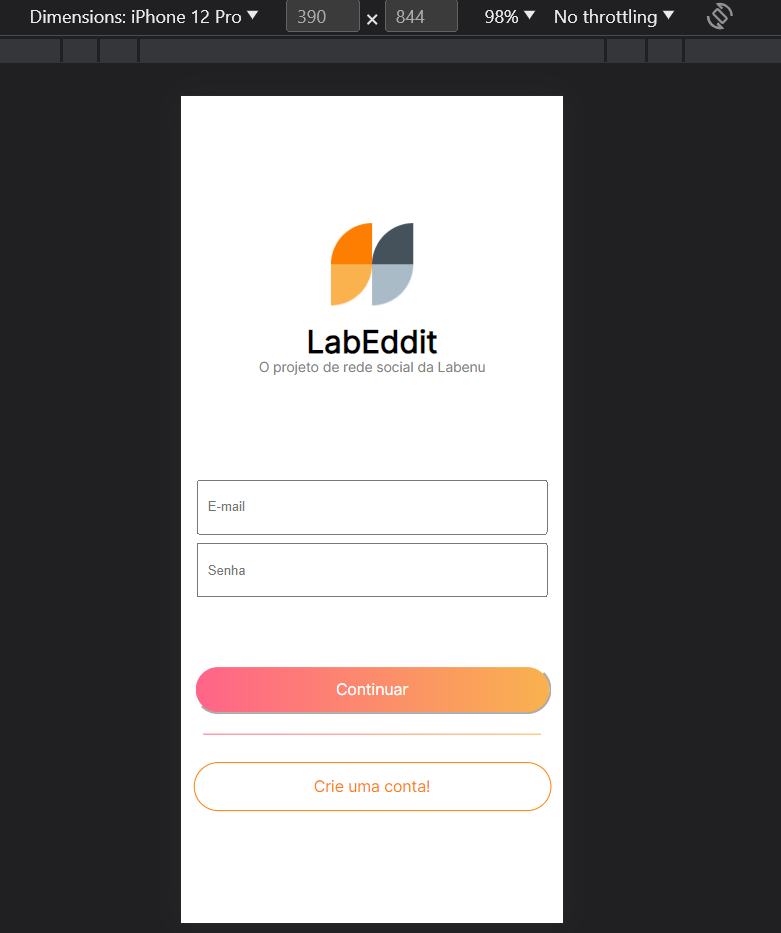 Dimensions: iPhone 12 Pro ▼ 390 × 844 98% ▼ No throttling ▼
LabEddit
O projeto de rede social da Labenu
E-mail
Senha
Continuar
Crie uma conta!